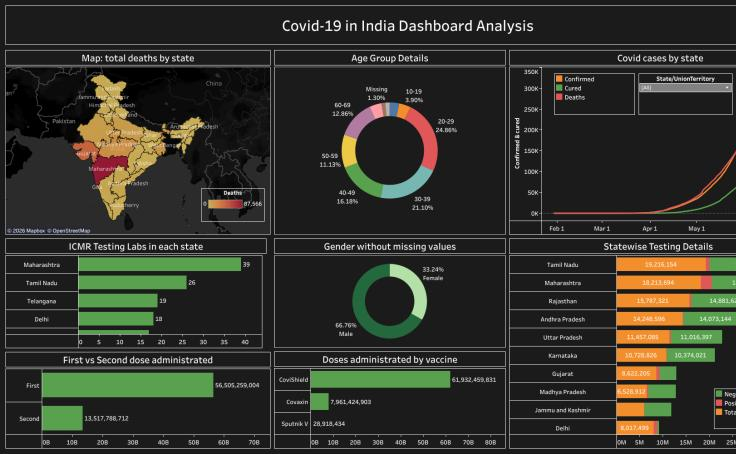 Covid-19 in India Dashboard Analysis
Map: total deaths by state
China
Himachal Pradesh
Pakistan
Maharashtra
Goa
Deaths
0
87,566
© 2026 Mapbox © OpenStreetMap
Age Group Details
Missing
1.30%
10-19
3.90%
60-69
12.86%
20-29
24.86%
50-59
11.13%
40-49
16.18%
30-39
21.10%
Covid cases by state
Confirmed
Cured
Deaths
State/UnionTerritory
(All)
Confirmed & cured
350K
300K
250K
200K
150K
100K
50K
0K
Feb 1
Mar 1
Apr 1
May 1
ICMR Testing Labs in each state
Maharashtra
39
Tamil Nadu
26
Telangana
19
Delhi
18
0 5 10 15 20 25 30 35 40
Gender without missing values
33.24%
Female
66.76%
Male
Statewise Testing Details
Tamil Nadu
19,216,154
Maharashtra
18,213,694
Rajasthan
15,787,321
Andhra Pradesh
14,248,596
14,073,144
Uttar Pradesh
11,457,085
11,016,397
Karnataka
10,728,826
10,374,021
Gujarat
8,622,205
Madhya Pradesh
6,528,912
Jammu and Kashmir
Delhi
8,017,499
Neg
Posi
Tota
0M 5M 10M 15M 20M 25M
First vs Second dose administrated
First
56,505,259,004
Second
13,517,788,712
0B 10B 20B 30B 40B 50B 60B 70B
Doses administrated by vaccine
CoviShield
61,932,459,831
Covaxin
7,961,424,903
Sputnik V
28,918,434
0B 10B 20B 30B 40B 50B 60B 70B 80B